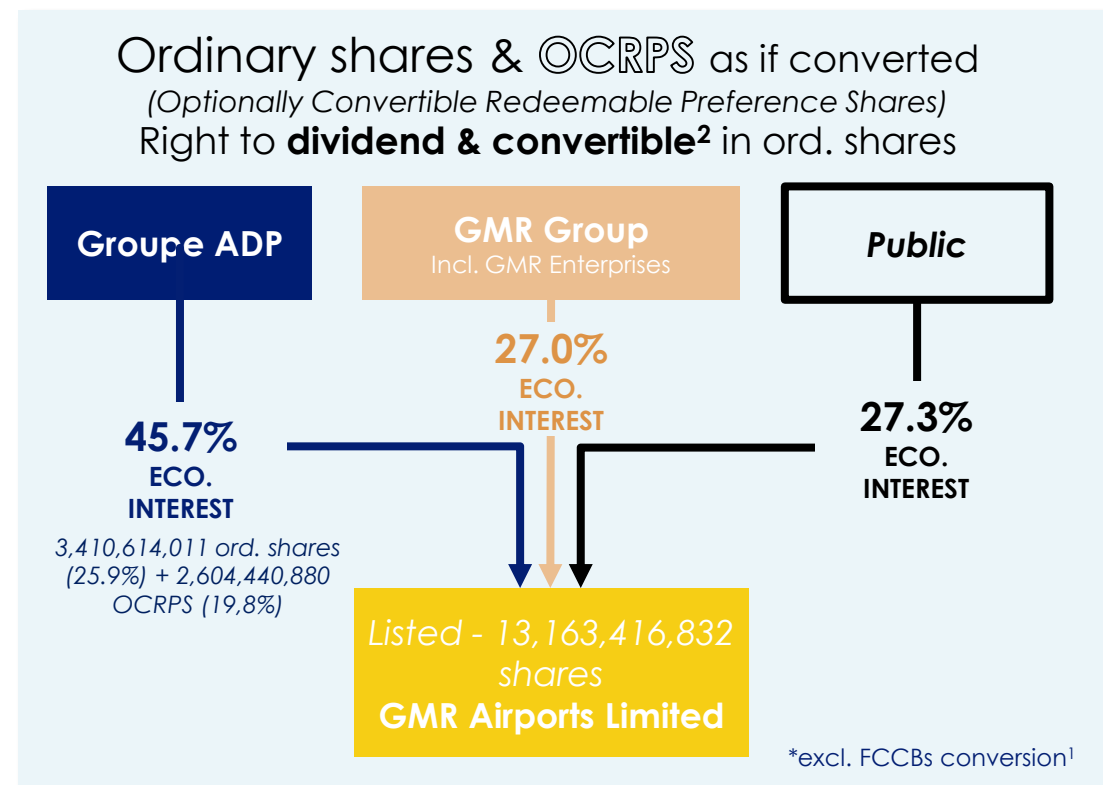 Ordinary shares & OCRPS as if converted
(Optionally Convertible Redeemable Preference Shares)
Right to dividend & convertible² in ord. shares
Groupe ADP
GMR Group
Incl. GMR Enterprises
Public
27.0%
ECO.
INTEREST
45.7%
ECO.
INTEREST
3,410,614,011 ord. shares
(25.9%) + 2,604,440,880
OCRPS (19,8%)
27.3%
ECO.
INTEREST
Listed - 13,163,416,832
shares
GMR Airports Limited
*excl. FCCBs conversion¹